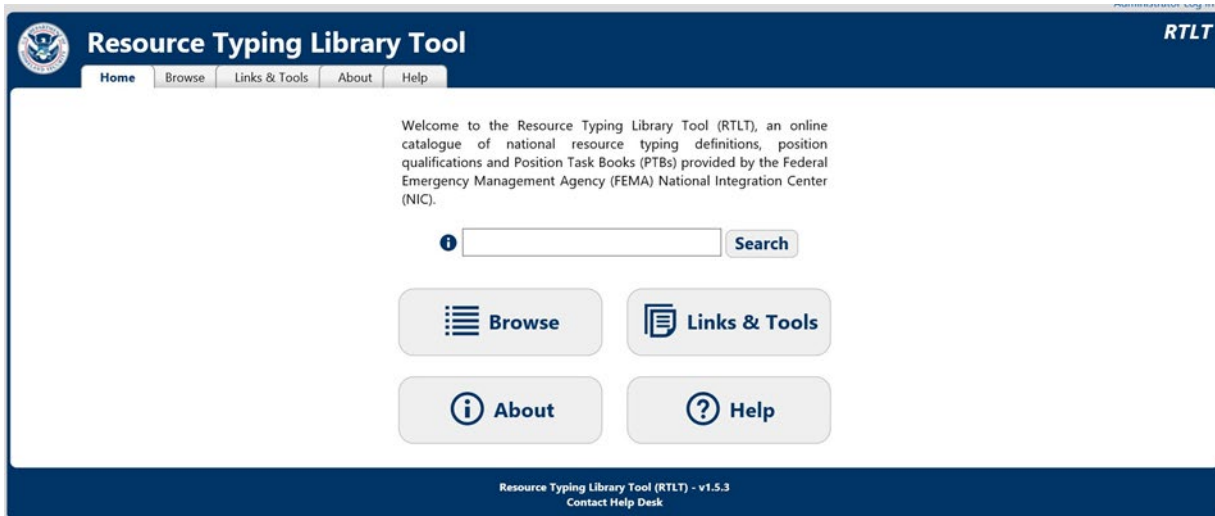 Administrator Log In
RTLT
Resource Typing Library Tool
Home Browse Links & Tools About Help
Welcome to the Resource Typing Library Tool (RTLT), an online
catalogue of national resource typing definitions, position
qualifications and Position Task Books (PTBs) provided by the Federal
Emergency Management Agency (FEMA) National Integration Center
(NIC).
Search
Browse Links & Tools
About Help
Resource Typing Library Tool (RTLT) - v1.5.3
Contact Help Desk